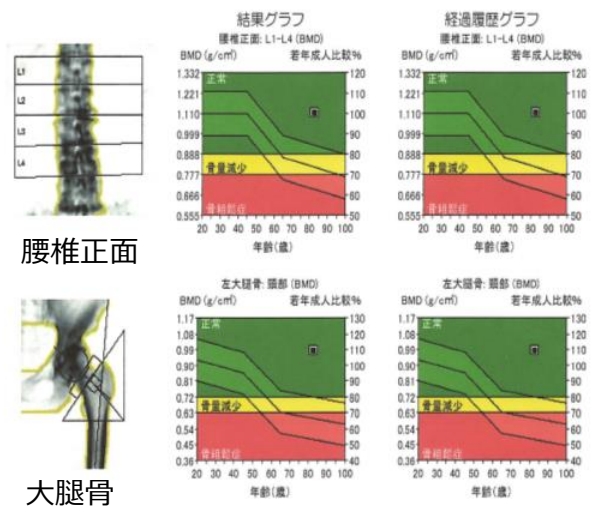 結果グラフ
腰椎正面: L1-L4 (BMD)
BMD (g/c㎡) 若年成人比較%
1.332 正常 120
1.221 110
1.110 100
0.999 90
0.888 80
骨量減少
0.777 70
0.666 60
骨粗鬆症
0.555 50
20 30 40 50 60 70 80 90 100
年齢(歳)
経過履歴グラフ
腰椎正面: L1-L4 (BMD)
BMD (g/c㎡) 若年成人比較%
1.332 正常 120
1.221 110
1.110 100
0.999 90
0.888 80
骨量減少
0.777 70
0.666 60
骨粗鬆症
0.555 50
20 30 40 50 60 70 80 90 100
年齢(歳)
L1
L2
L3
L4
腰椎正面
左大腿骨: 頸部 (BMD)
BMD (g/c㎡) 若年成人比較%
1.17 正常 130
1.08 120
0.99 110
0.90 100
0.81 90
0.72 80
骨量減少
0.63 70
0.54 60
0.45 50
骨粗鬆症
0.36 40
20 30 40 50 60 70 80 90 100
年齢(歳)
左大腿骨: 頸部 (BMD)
BMD (g/c㎡) 若年成人比較%
1.17 正常 130
1.08 120
0.99 110
0.90 100
0.81 90
0.72 80
骨量減少
0.63 70
0.54 60
0.45 50
骨粗鬆症
0.36 40
20 30 40 50 60 70 80 90 100
年齢(歳)
大腿骨